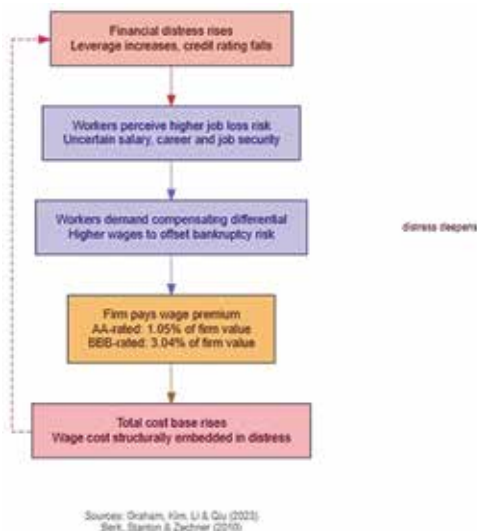 Financial distress rises
Leverage increases, credit rating falls
Workers perceive higher job loss risk
Uncertain salary, career and job security
Workers demand compensating differential
Higher wages to offset bankruptcy risk
distress deepens
Firm pays wage premium
AA-rated: 1.05% of firm value
BBB-rated: 3.04% of firm value
Total cost base rises
Wage cost structurally embedded in distress
Sources: Graham, Kim, Li & Qiu (2023)
Berk, Stanton & Zechner (2010)